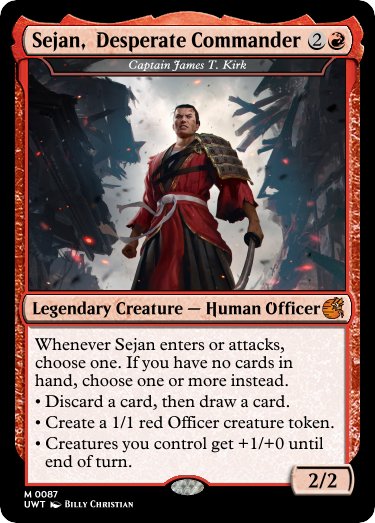 Sejan, Desperate Commander 2
Captain James T. Kirk
Legendary Creature — Human Officer
Whenever Sejan enters or attacks,
choose one. If you have no cards in
hand, choose one or more instead.
• Discard a card, then draw a card.
• Create a 1/1 red Officer creature token.
• Creatures you control get +1/+0 until
end of turn.
2/2
M 0087
UWT Billy Christian